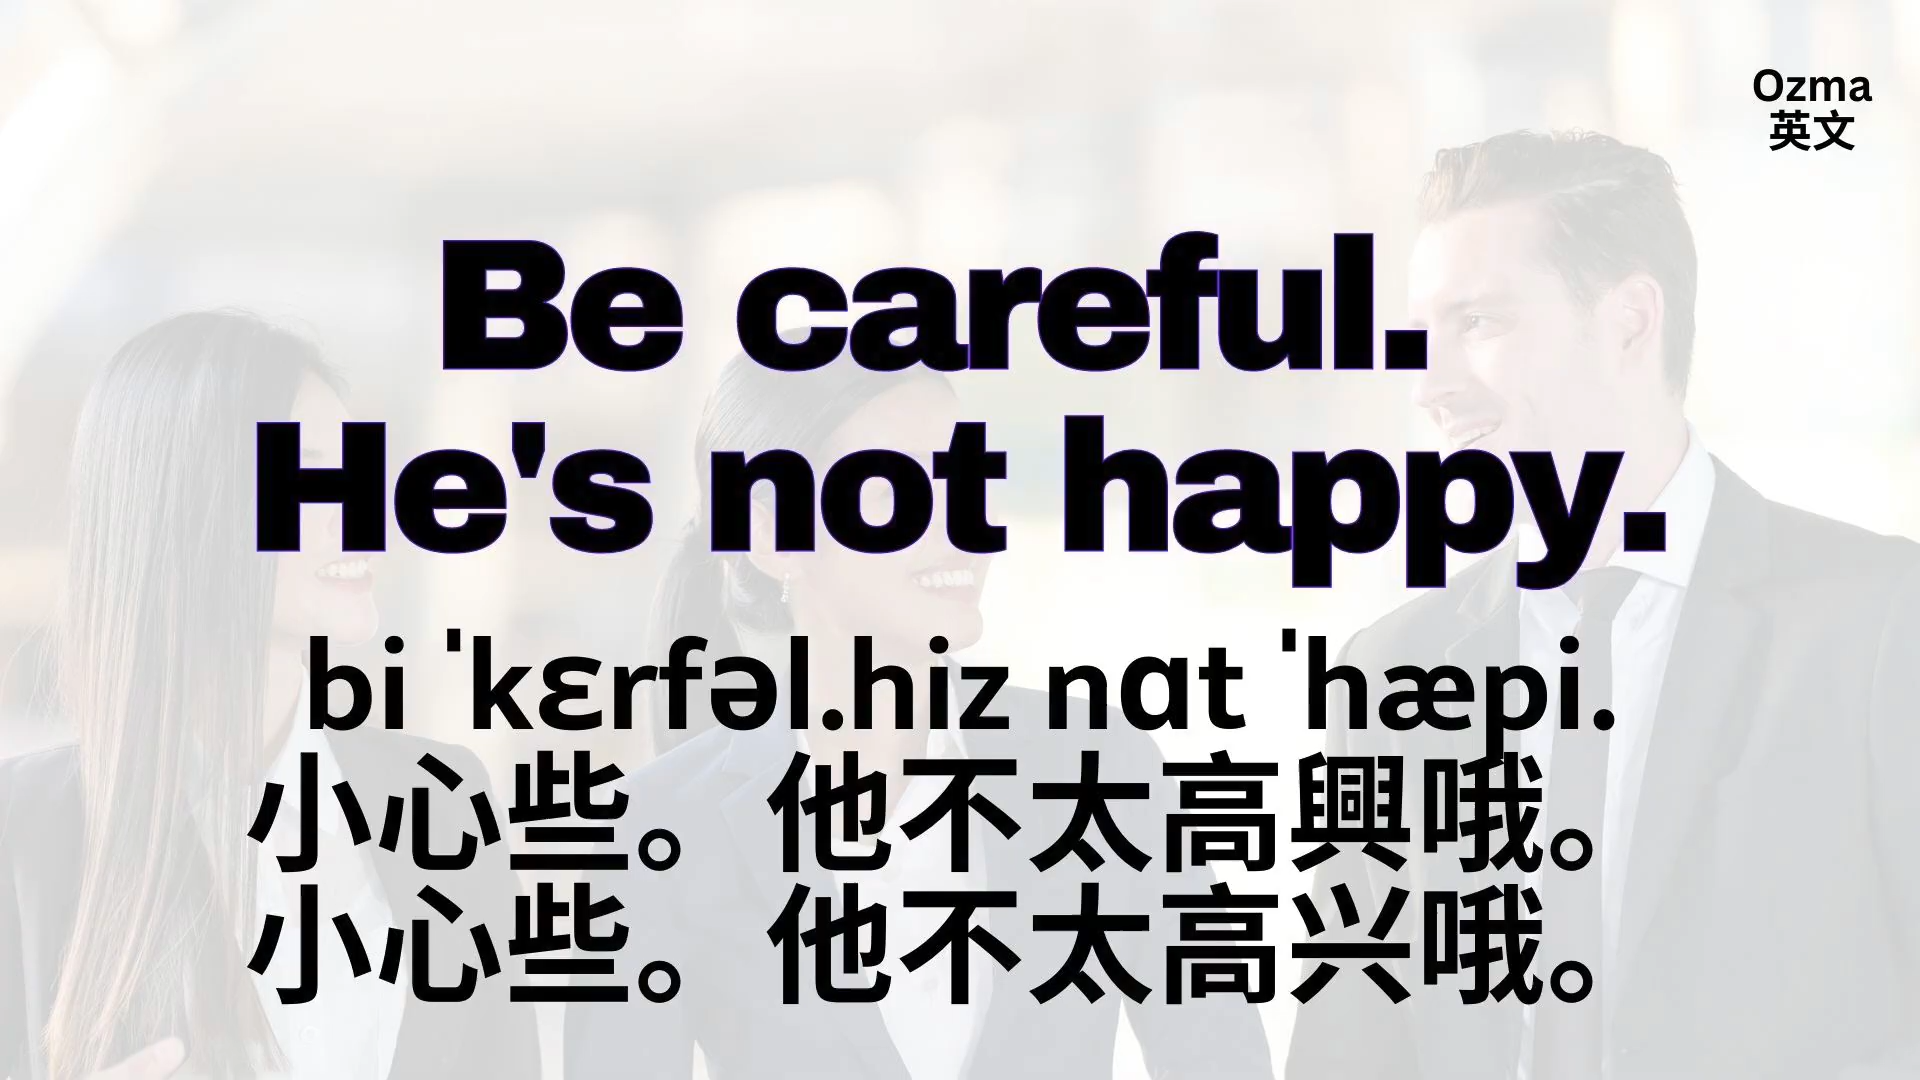 Ozma
英文
Be careful.
He's not happy.
bi ˈkɛrfəl.hiz nɑt ˈhæpi.
小心些。他不太高興哦。
小心些。他不太高兴哦。